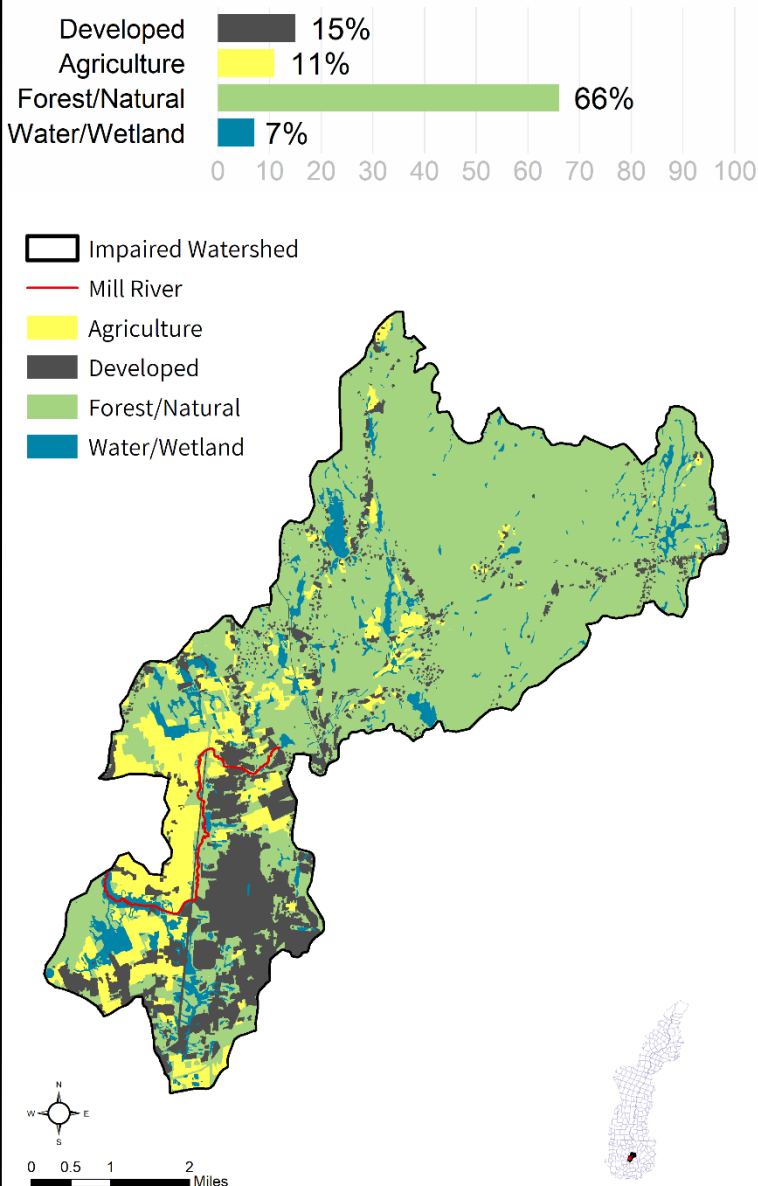 Developed 15%
Agriculture 11%
Forest/Natural 66%
Water/Wetland 7%
0 10 20 30 40 50 60 70 80 90 100
Impaired Watershed
Mill River
Agriculture
Developed
Forest/Natural
Water/Wetland
N
W E
S
0 0.5 1 2
Miles